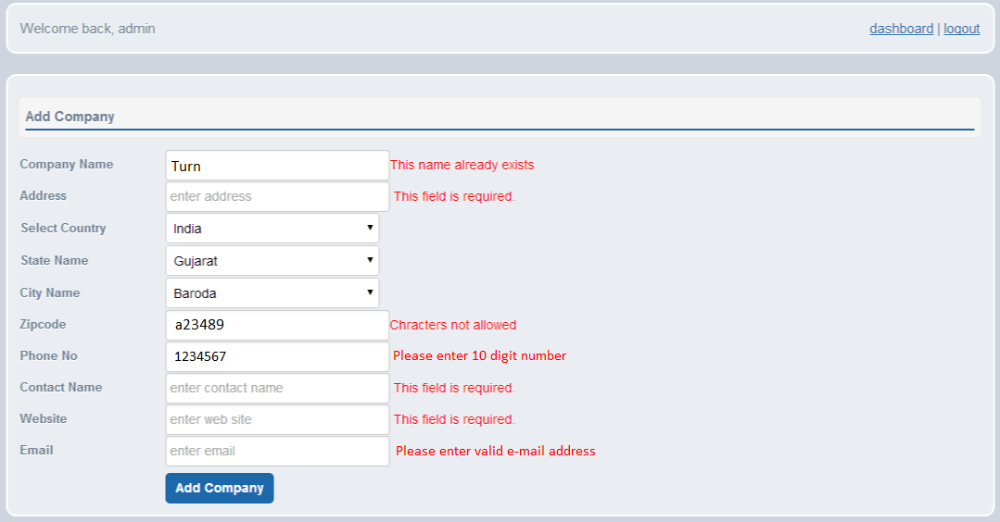 Welcome back, admin dashboard | logout
Add Company
Company Name Turn This name already exists
Address enter address This field is required.
Select Country India
State Name Gujarat
City Name Baroda
Zipcode a23489 Chracters not allowed
Phone No 1234567 Please enter 10 digit number
Contact Name enter contact name This field is required.
Website enter web site This field is required.
Email enter email Please enter valid e-mail address
Add Company